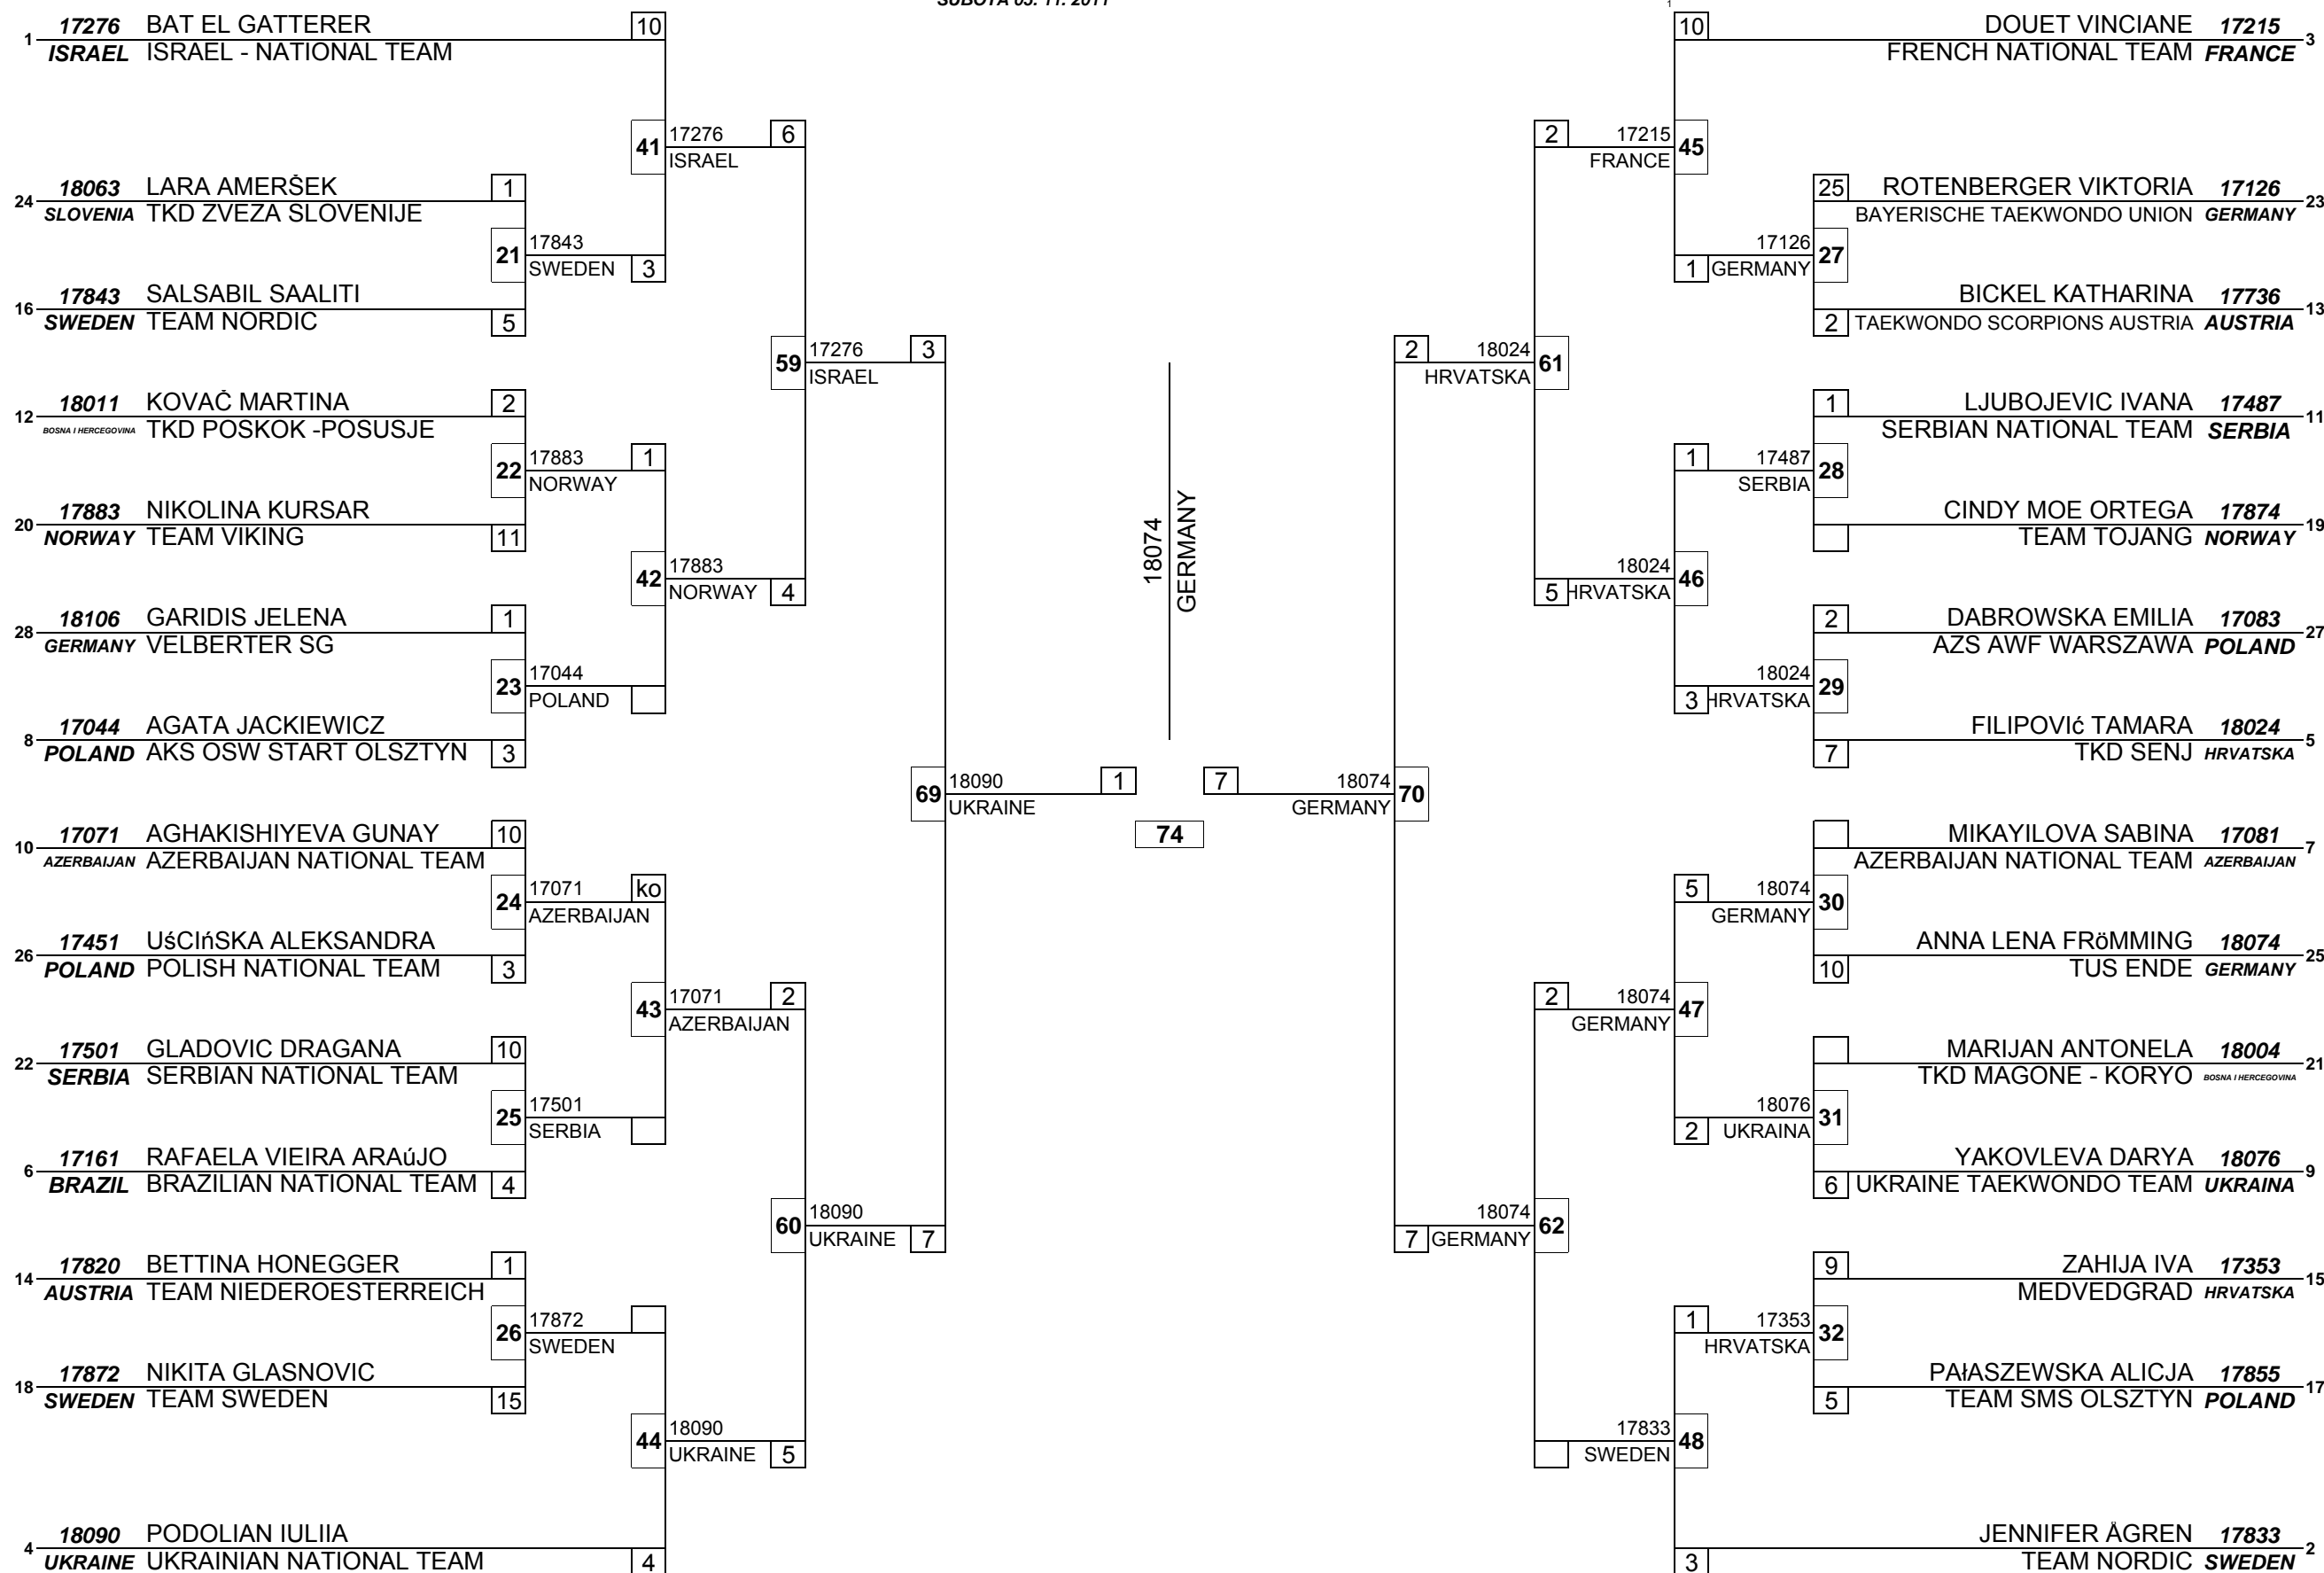 SUBOTA 05. 11. 2011
1
1 17276 BAT EL GATTERER 10
ISRAEL ISRAEL - NATIONAL TEAM
41 17276 6
ISRAEL
24 18063 LARA AMERŠEK 1
SLOVENIA TKD ZVEZA SLOVENIJE
21 17843
SWEDEN 3
16 17843 SALSABIL SAALITI
SWEDEN TEAM NORDIC 5
59 17276 3
ISRAEL
12 18011 KOVAČ MARTINA 2
BOSNA I HERCEGOVINA TKD POSKOK -POSUSJE
22 17883 1
NORWAY
20 17883 NIKOLINA KURSAR
NORWAY TEAM VIKING 11
42 17883
NORWAY 4
28 18106 GARIDIS JELENA 1
GERMANY VELBERTER SG
23 17044
POLAND
8 17044 AGATA JACKIEWICZ
POLAND AKS OSW START OLSZTYN 3
69 18090 1
UKRAINE
10 17071 AGHAKISHIYEVA GUNAY 10
AZERBAIJAN AZERBAIJAN NATIONAL TEAM
24 17071 ko
AZERBAIJAN
26 17451 UśCIńSKA ALEKSANDRA
POLAND POLISH NATIONAL TEAM 3
43 17071 2
AZERBAIJAN
22 17501 GLADOVIC DRAGANA 10
SERBIA SERBIAN NATIONAL TEAM
25 17501
SERBIA
6 17161 RAFAELA VIEIRA ARAúJO
BRAZIL BRAZILIAN NATIONAL TEAM 4
60 18090
UKRAINE 7
14 17820 BETTINA HONEGGER 1
AUSTRIA TEAM NIEDEROESTERREICH
26 17872
SWEDEN
18 17872 NIKITA GLASNOVIC
SWEDEN TEAM SWEDEN 15
44 18090
UKRAINE 5
4 18090 PODOLIAN IULIIA
UKRAINE UKRAINIAN NATIONAL TEAM 4
18074
GERMANY
74
10 DOUET VINCIANE 17215 3
FRENCH NATIONAL TEAM FRANCE
2 17215 45
FRANCE
25 ROTENBERGER VIKTORIA 17126 23
BAYERISCHE TAEKWONDO UNION GERMANY
17126 27
1 GERMANY
BICKEL KATHARINA 17736 13
2 TAEKWONDO SCORPIONS AUSTRIA AUSTRIA
2 18024 61
HRVATSKA
1 LJUBOJEVIC IVANA 17487 11
SERBIAN NATIONAL TEAM SERBIA
1 17487 28
SERBIA
CINDY MOE ORTEGA 17874 19
TEAM TOJANG NORWAY
18024 46
5 HRVATSKA
2 DABROWSKA EMILIA 17083 27
AZS AWF WARSZAWA POLAND
18024 29
3 HRVATSKA
FILIPOVIć TAMARA 18024 5
7 TKD SENJ HRVATSKA
7 18074 70
GERMANY
MIKAYILOVA SABINA 17081 7
AZERBAIJAN NATIONAL TEAM AZERBAIJAN
5 18074 30
GERMANY
ANNA LENA FRöMMING 18074 25
10 TUS ENDE GERMANY
2 18074 47
GERMANY
MARIJAN ANTONELA 18004 21
TKD MAGONE - KORYO BOSNA I HERCEGOVINA
18076 31
2 UKRAINA
YAKOVLEVA DARYA 18076 9
6 UKRAINE TAEKWONDO TEAM UKRAINA
18074 62
7 GERMANY
9 ZAHIJA IVA 17353 15
MEDVEDGRAD HRVATSKA
1 17353 32
HRVATSKA
PAłASZEWSKA ALICJA 17855 17
5 TEAM SMS OLSZTYN POLAND
17833 48
SWEDEN
JENNIFER ÅGREN 17833 2
3 TEAM NORDIC SWEDEN